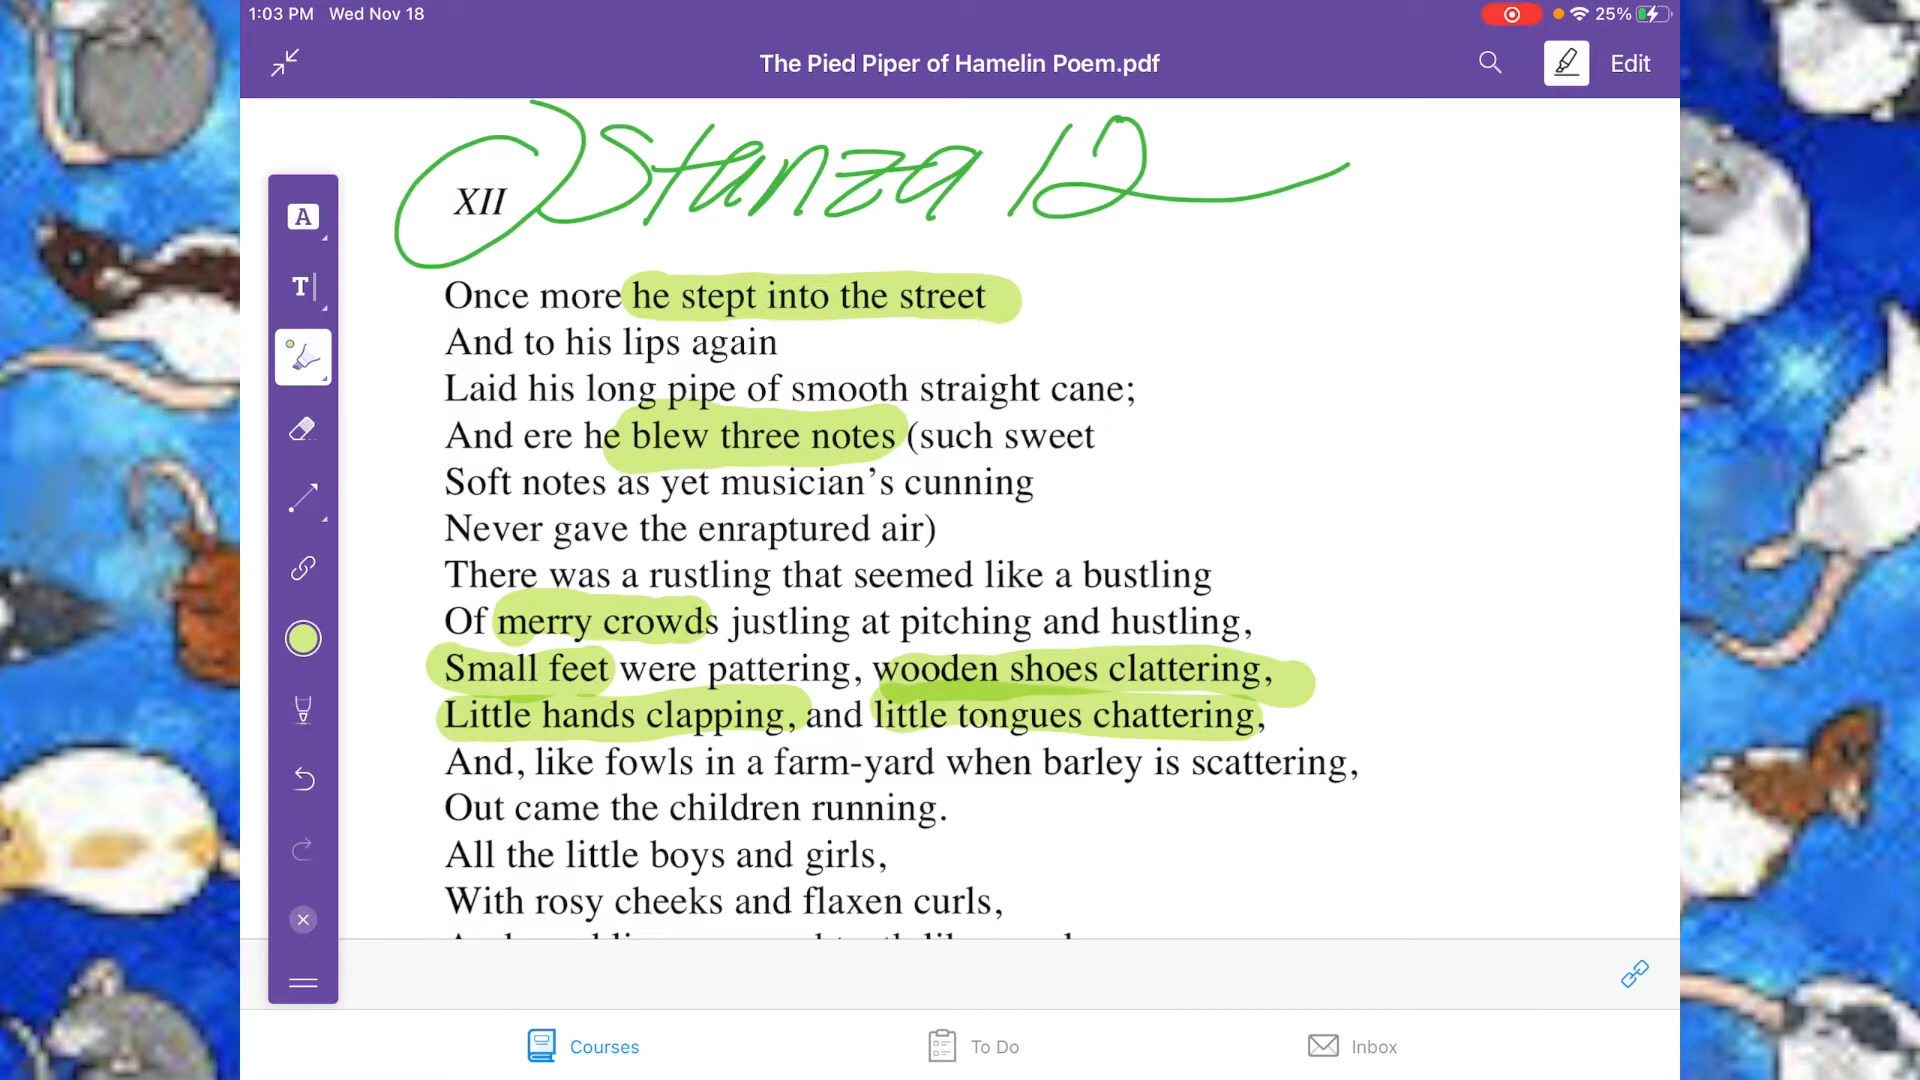 1:03 PM Wed Nov 18
25%
The Pied Piper of Hamelin Poem.pdf
Edit
Stanza 12
XII
A
T
Once more he stept into the street
And to his lips again
Laid his long pipe of smooth straight cane;
And ere he blew three notes (such sweet
Soft notes as yet musician’s cunning
Never gave the enraptured air)
There was a rustling that seemed like a bustling
Of merry crowds justling at pitching and hustling,
Small feet were pattering, wooden shoes clattering,
Little hands clapping, and little tongues chattering,
And, like fowls in a farm-yard when barley is scattering,
Out came the children running.
All the little boys and girls,
With rosy cheeks and flaxen curls,
Courses
To Do
Inbox